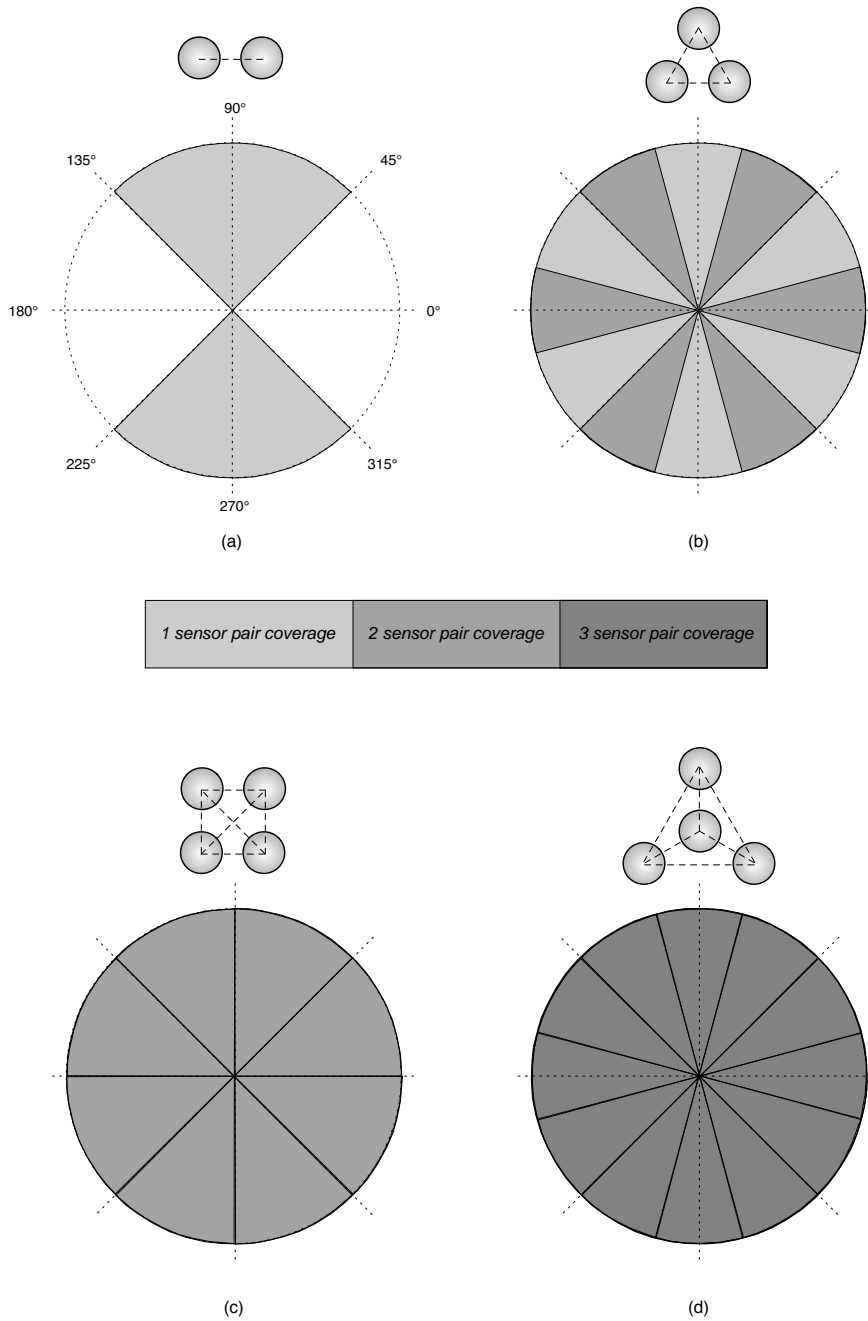 90°
135°
45°
180°
0°
225°
315°
270°
(a)
(b)
1 sensor pair coverage
2 sensor pair coverage
3 sensor pair coverage
(c)
(d)